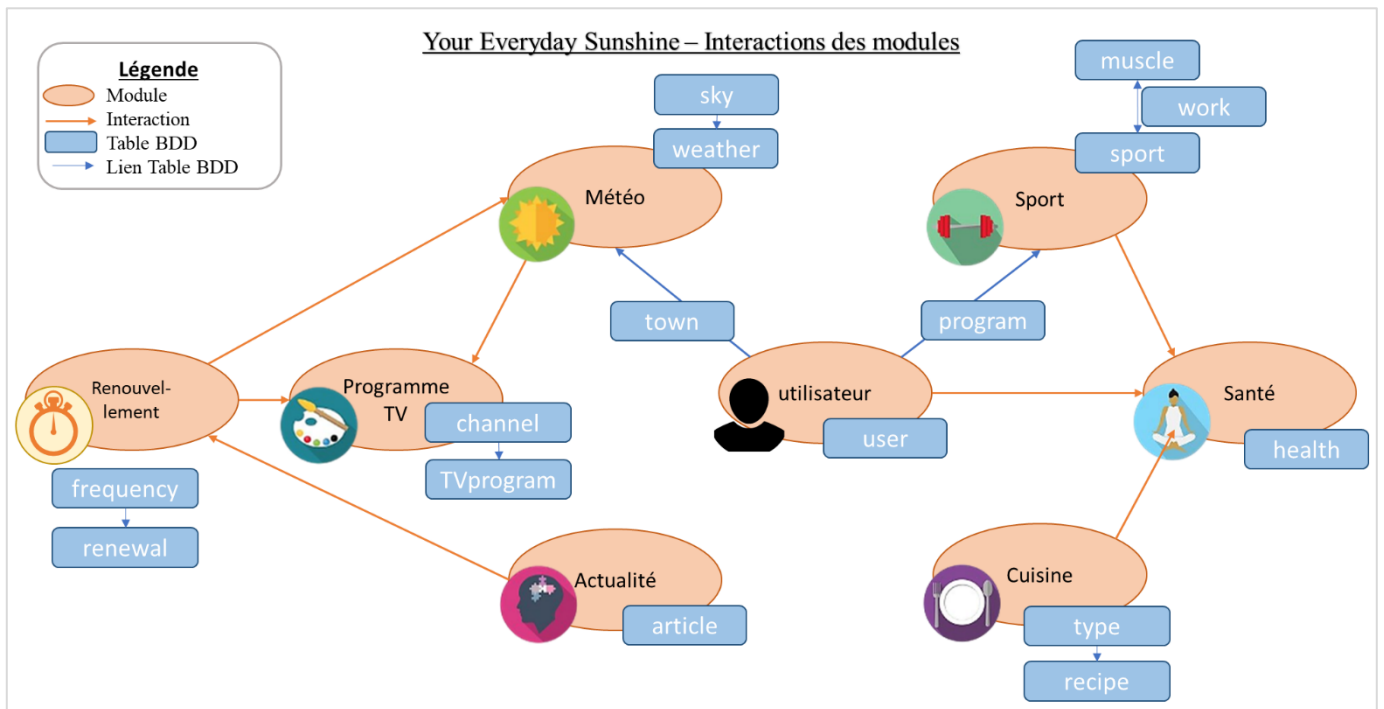 Your Everyday Sunshine – Interactions des modules
Légende
Module
Interaction
Table BDD
Lien Table BDD
muscle
sky
work
weather
sport
Météo
Sport
town
program
Renouvel-
lement
Programme
TV
utilisateur
Santé
channel
user
health
TVprogram
frequency
renewal
Actualité
Cuisine
article
type
recipe